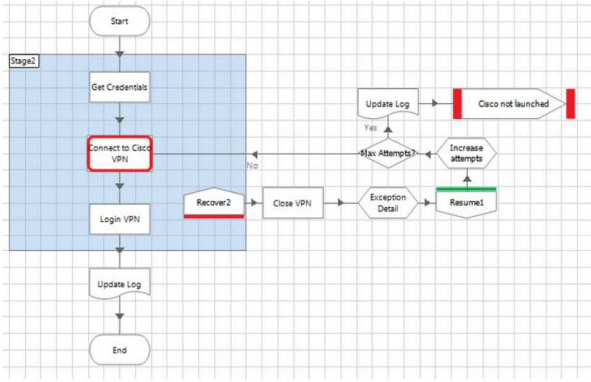 Start
Stage2
Get Credentials
Connect to Cisco
VPN
Login VPN
Update Log
End
Update Log
Cisco not launched
Yes
Max Attempts?
Increase
attempts
No
Recover2
Close VPN
Exception
Detail
Resume1